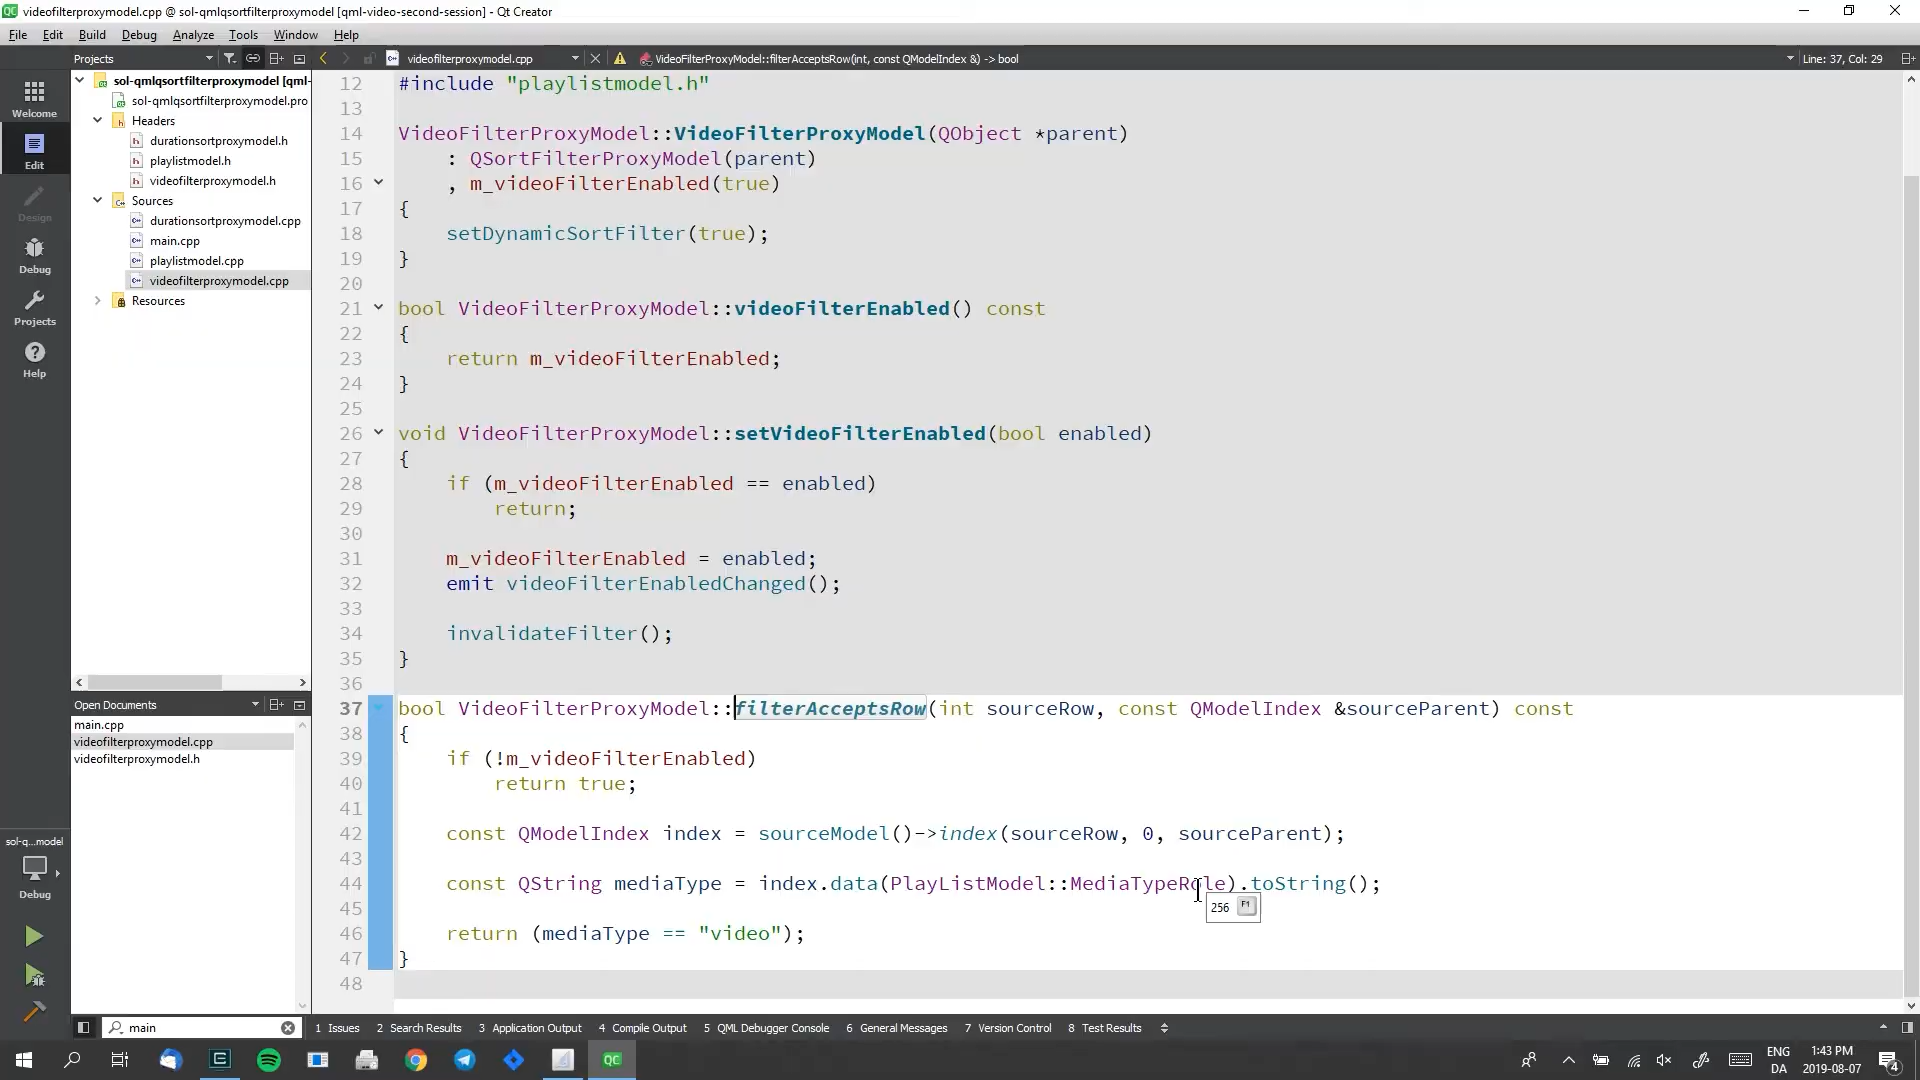 videofilterproxymodel.cpp @ sol-qmlqsortfilterproxymodel [qml-video-second-session] - Qt Creator
File Edit Build Debug Analyze Tools Window Help
Projects
videofilterproxymodel.cpp
VideoFilterProxyModel::filterAcceptsRow(int, const QModelIndex &) -> bool
Line: 37, Col: 29
Welcome
Edit
Design
Debug
Projects
Help
sol-qmlqsortfilterproxymodel [qml-
sol-qmlqsortfilterproxymodel.pro
Headers
durationsortproxymodel.h
playlistmodel.h
videofilterproxymodel.h
Sources
durationsortproxymodel.cpp
main.cpp
playlistmodel.cpp
videofilterproxymodel.cpp
Resources
Open Documents
main.cpp
videofilterproxymodel.cpp
videofilterproxymodel.h
sol-q...model
Debug
12 #include "playlistmodel.h"
13
14 VideoFilterProxyModel::VideoFilterProxyModel(QObject *parent)
15 : QSortFilterProxyModel(parent)
16 , m_videoFilterEnabled(true)
17 {
18 setDynamicSortFilter(true);
19 }
20
21 bool VideoFilterProxyModel::videoFilterEnabled() const
22 {
23 return m_videoFilterEnabled;
24 }
25
26 void VideoFilterProxyModel::setVideoFilterEnabled(bool enabled)
27 {
28 if (m_videoFilterEnabled == enabled)
29 return;
30
31 m_videoFilterEnabled = enabled;
32 emit videoFilterEnabledChanged();
33
34 invalidateFilter();
35 }
36
37 bool VideoFilterProxyModel::filterAcceptsRow(int sourceRow, const QModelIndex &sourceParent) const
38 {
39 if (!m_videoFilterEnabled)
40 return true;
41
42 const QModelIndex index = sourceModel()->index(sourceRow, 0, sourceParent);
43
44 const QString mediaType = index.data(PlayListModel::MediaTypeRole).toString();
45
256 F1
46 return (mediaType == "video");
47 }
48
main
1 Issues 2 Search Results 3 Application Output 4 Compile Output 5 QML Debugger Console 6 General Messages 7 Version Control 8 Test Results
QC
ENG
DA
1:43 PM
2019-08-07
4